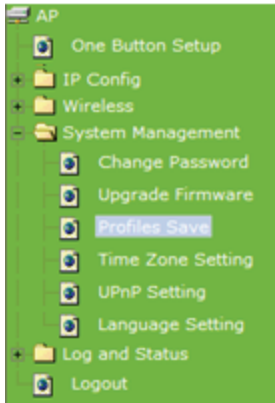 AP
One Button Setup
IP Config
Wireless
System Management
Change Password
Upgrade Firmware
Profiles Save
Time Zone Setting
UPnP Setting
Language Setting
Log and Status
Logout